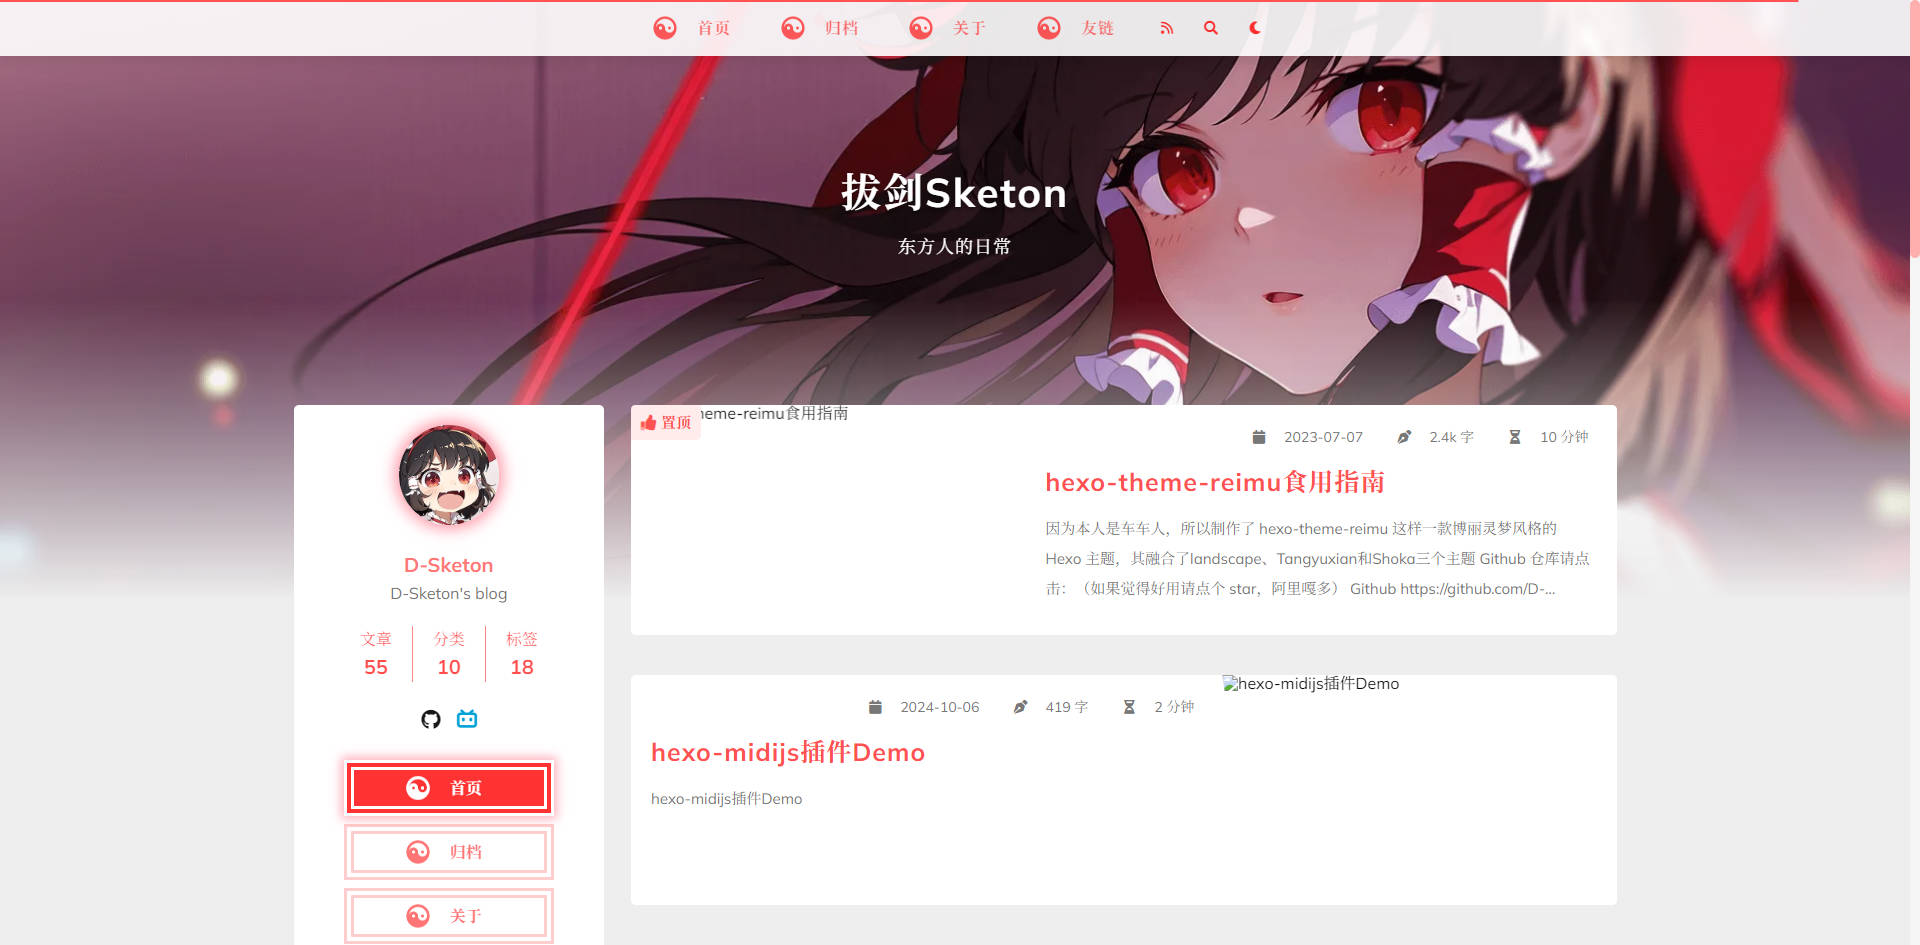 首页 归档 关于 友链
拔剑Sketon
东方人的日常
D-Sketon
D-Sketon's blog
文章 分类 标签
55 10 18
首页
归档
关于
置顶 heme-reimu食用指南
2023-07-07 2.4k 字 10 分钟
hexo-theme-reimu食用指南
因为本人是车车人，所以制作了 hexo-theme-reimu 这样一款博丽灵梦风格的
Hexo 主题，其融合了landscape、Tangyuxian和Shoka三个主题 Github 仓库请点
击：（如果觉得好用请点个 star，阿里嘎多） Github https://github.com/D-...
hexo-midijs插件Demo
2024-10-06 419 字 2 分钟
hexo-midijs插件Demo
hexo-midijs插件Demo